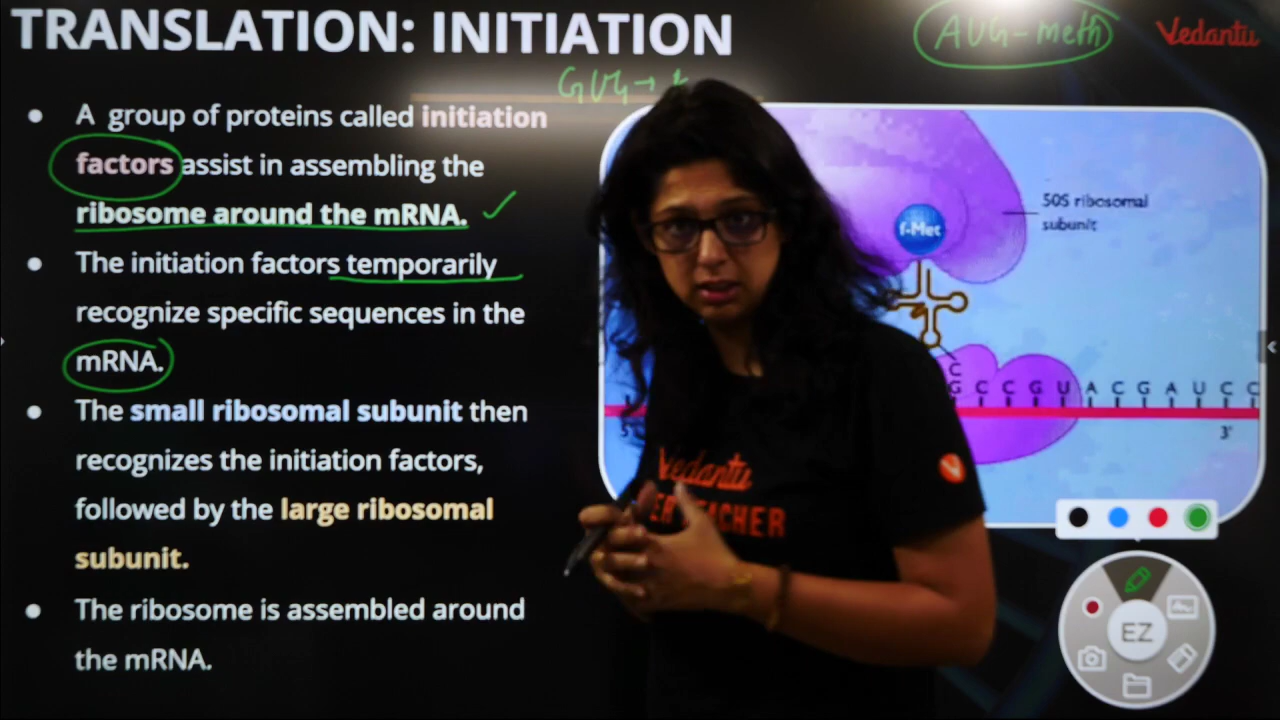 TRANSLATION: INITIATION
AUG-meth
Vedantu
GUG→
● A group of proteins called initiation
factors assist in assembling the
ribosome around the mRNA.
● The initiation factors temporarily
recognize specific sequences in the
mRNA.
● The small ribosomal subunit then
recognizes the initiation factors,
followed by the large ribosomal
subunit.
● The ribosome is assembled around
the mRNA.
50S ribosomal
subunit
f-Met
C
G C C G U A C G A U C C
3'
Vedantu
TEACHER
EZ